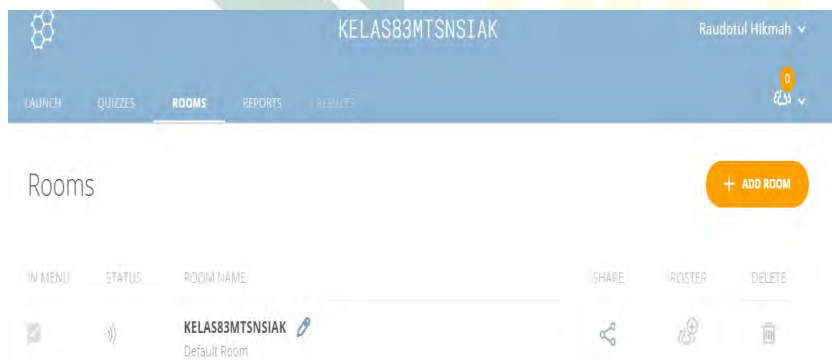 KELAS83MTSNSIAK
Raudotul Hikmah
0
LAUNCH QUIZZES ROOMS REPORTS RESULTS
Rooms
+ ADD ROOM
IN MENU STATUS ROOM NAME SHARE ROSTER DELETE
KELAS83MTSNSIAK
Default Room